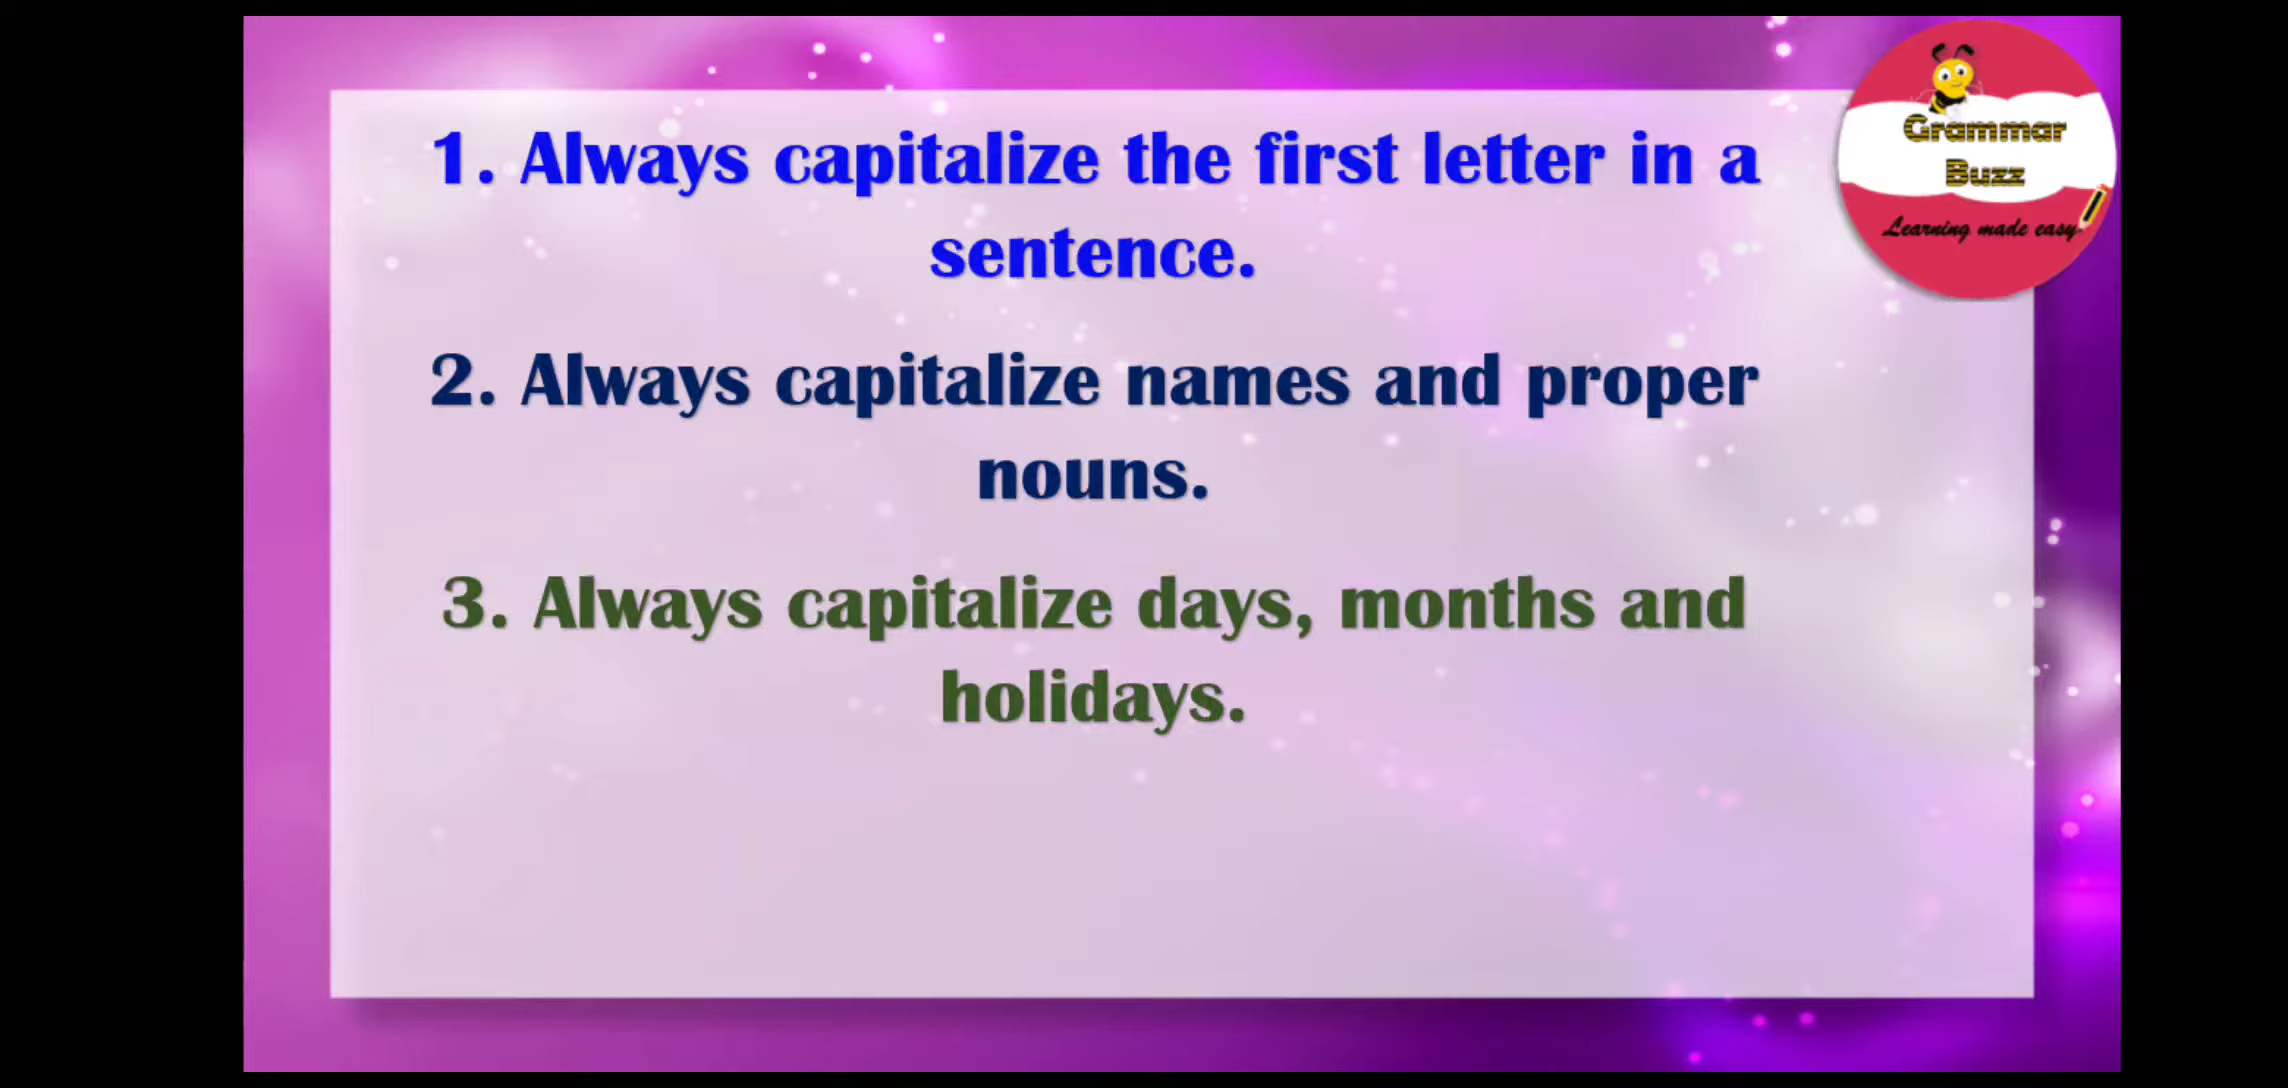 1. Always capitalize the first letter in a
sentence.
2. Always capitalize names and proper
nouns.
3. Always capitalize days, months and
holidays.
Grammar
Buzz
Learning made easy